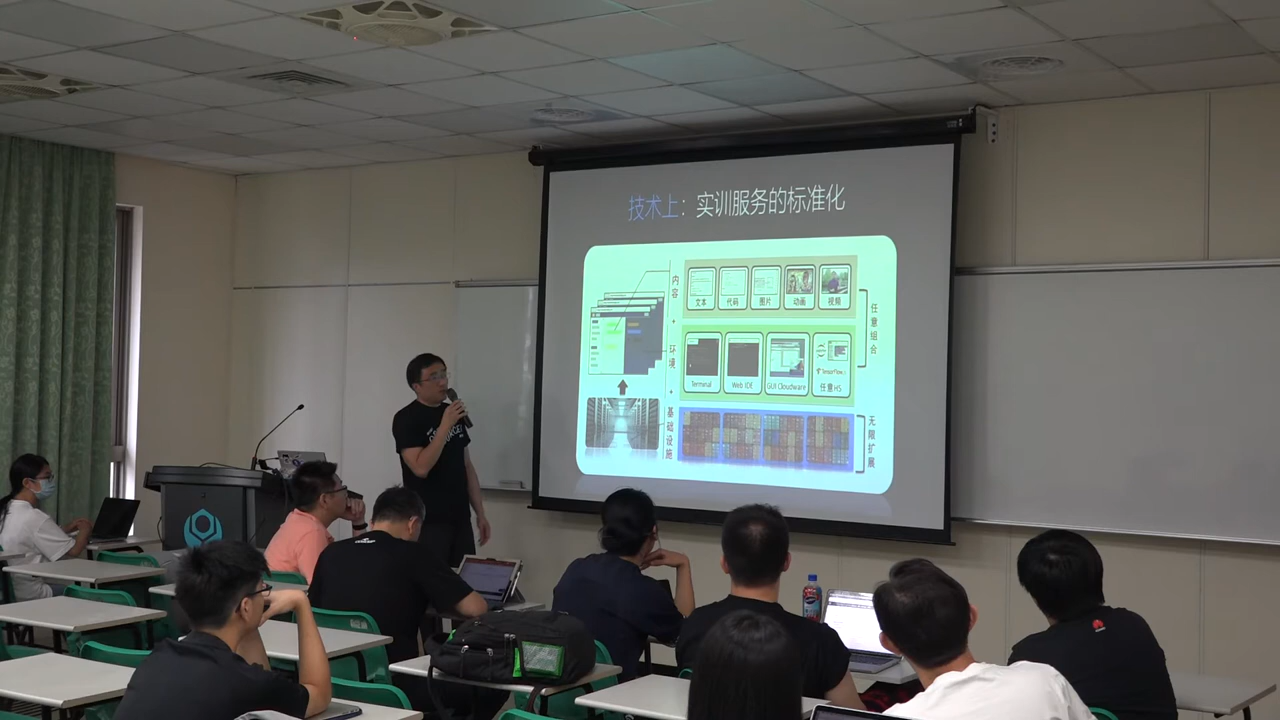 技术上：实训服务的标准化
内容
+
环境
+
基础设施
文本
代码
图片
动画
视频
任意组合
Terminal
Web IDE
GUI Cloudware
TensorFlow
任意H5
无限扩展